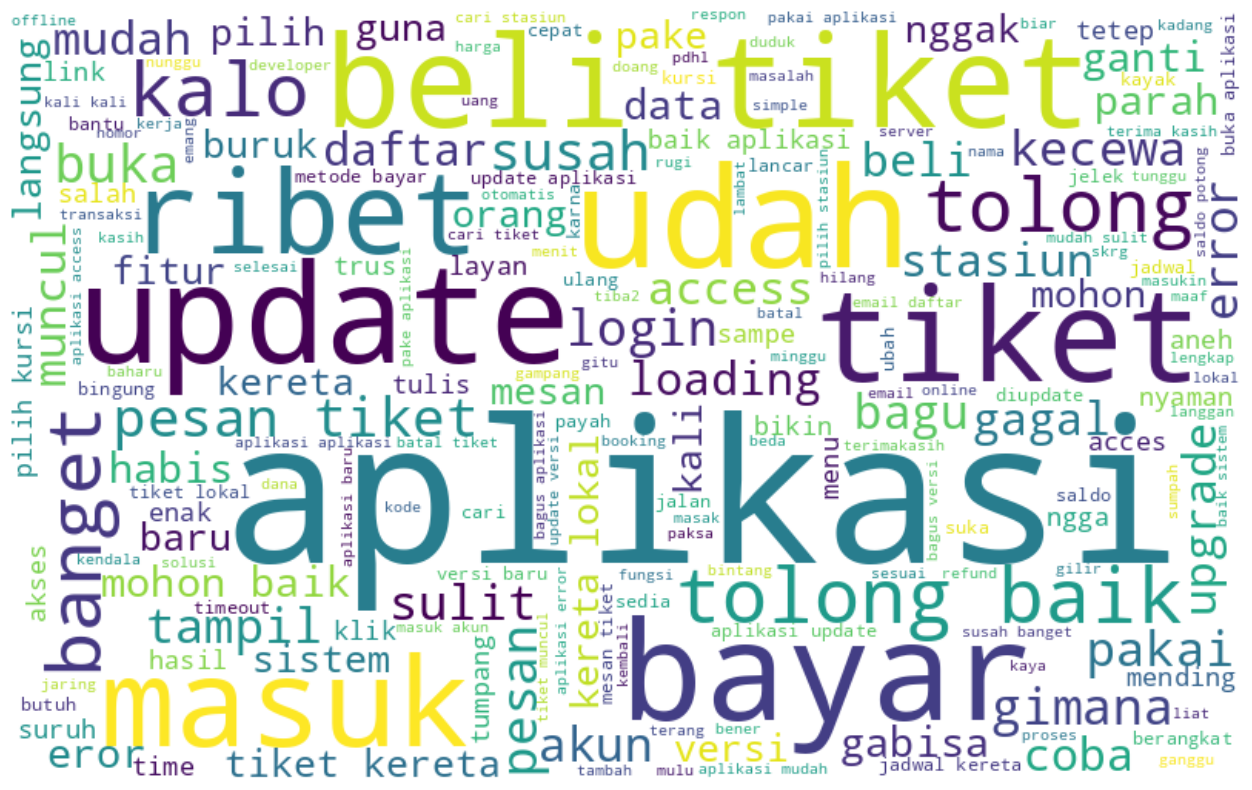 offline
mudah
pilih
guna
cari stasiun
cepat
respon
pakai aplikasi
nggak
biar
tetep
kadang
langsung
link
nunggu
developer
harga
beli tiket
pake
doang
pdhl
duduk
kursi
masalah
ganti
kayak
buka aplikasi
kali kali
kalo
uang
data
simple
parah
bantu
nomor
kerja
emang
buruk
daftar
susah
baik aplikasi
server
terima kasih
buka
rugi
lancar
beli
nama
kecewa
salah
metode bayar
update aplikasi
lambat
pilih stasiun
jelek
tunggu
saldo potong
transaksi
ribet
otomatis
orang
karna
udah
tolong
error
kasih
cari tiket
mudah sulit
muncul
aplikasi access
fitur
selesai
trus
layan
menit
stasiun
skrg
jadwal
pilih kursi
pake aplikasi
ulang
hilang
masukin
update
tiba2
access
email daftar
mohon
maaf
baharu
login
sampe
batal
tiket
ubah
aneh
gitu
minggu
lengkap
bingung
kereta
tulis
gampang
loading
lokal
mesan
email
online
diupdate
nyaman
langgan
banget
pesan tiket
payah
kali
bikin
bagu
gagal
aplikasi aplikasi
batal tiket
bagus aplikasi
update versi
booking
beda
terimakasih
acces
upgrade
baik sistem
habis
aplikasi
menu
tiket lokal
dana
aplikasi baru
kode
cari
kereta lokal
jalan
saldo
sumpah
enak
masak
bagus versi
suka
ngga
baru
paksa
akses
kendala
solusi
mohon baik
versi baru
fungsi
bintang
sesuai
refund
gilir
timeout
sulit
sedia
tolong baik
tampil
klik
masuk akun
pesan
aplikasi error
mesan tiket
aplikasi update
susah banget
hasil
sistem
tumpang
tiket muncul
kembali
bayar
kaya
pakai
jaring
masuk
mending
butuh
gimana
liat
suruh
akun
terang
bener
versi
gabisa
proses
coba
berangkat
eror
time
tiket kereta
tambah
mulu
aplikasi mudah
jadwal kereta
ganggu